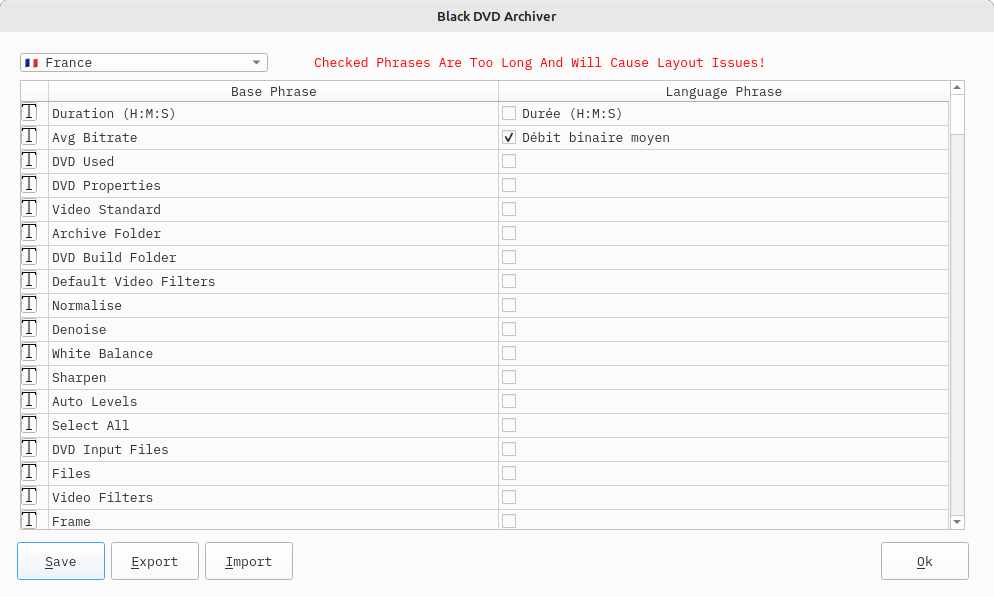 Black DVD Archiver
France
Checked Phrases Are Too Long And Will Cause Layout Issues!
Base Phrase Language Phrase
Duration (H:M:S) Durée (H:M:S)
Avg Bitrate Débit binaire moyen
DVD Used
DVD Properties
Video Standard
Archive Folder
DVD Build Folder
Default Video Filters
Normalise
Denoise
White Balance
Sharpen
Auto Levels
Select All
DVD Input Files
Files
Video Filters
Frame
Save Export Import Ok